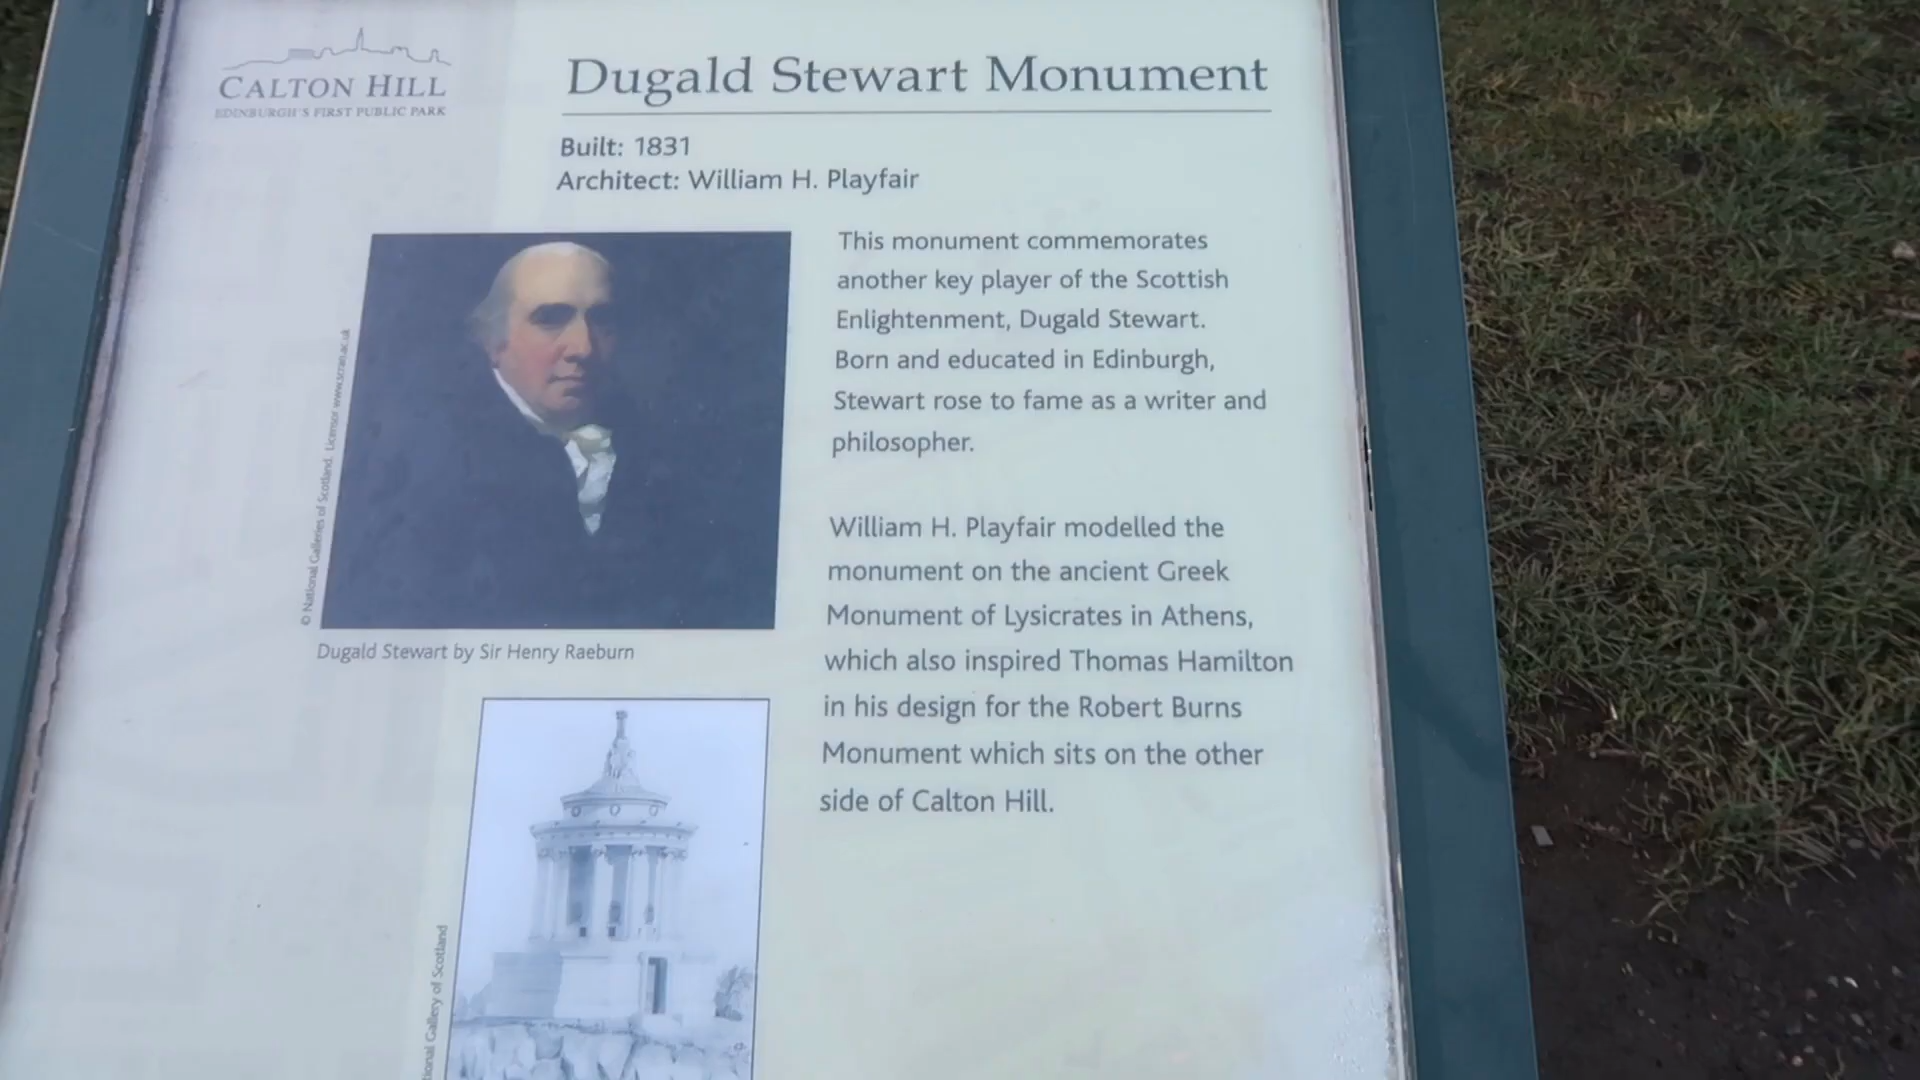 CALTON HILL
EDINBURGH'S FIRST PUBLIC PARK
Dugald Stewart Monument
Built: 1831
Architect: William H. Playfair
© National Galleries of Scotland. Licensor www.scran.ac.uk
Dugald Stewart by Sir Henry Raeburn
This monument commemorates
another key player of the Scottish
Enlightenment, Dugald Stewart.
Born and educated in Edinburgh,
Stewart rose to fame as a writer and
philosopher.
William H. Playfair modelled the
monument on the ancient Greek
Monument of Lysicrates in Athens,
which also inspired Thomas Hamilton
in his design for the Robert Burns
Monument which sits on the other
side of Calton Hill.
Gallery of Scotland